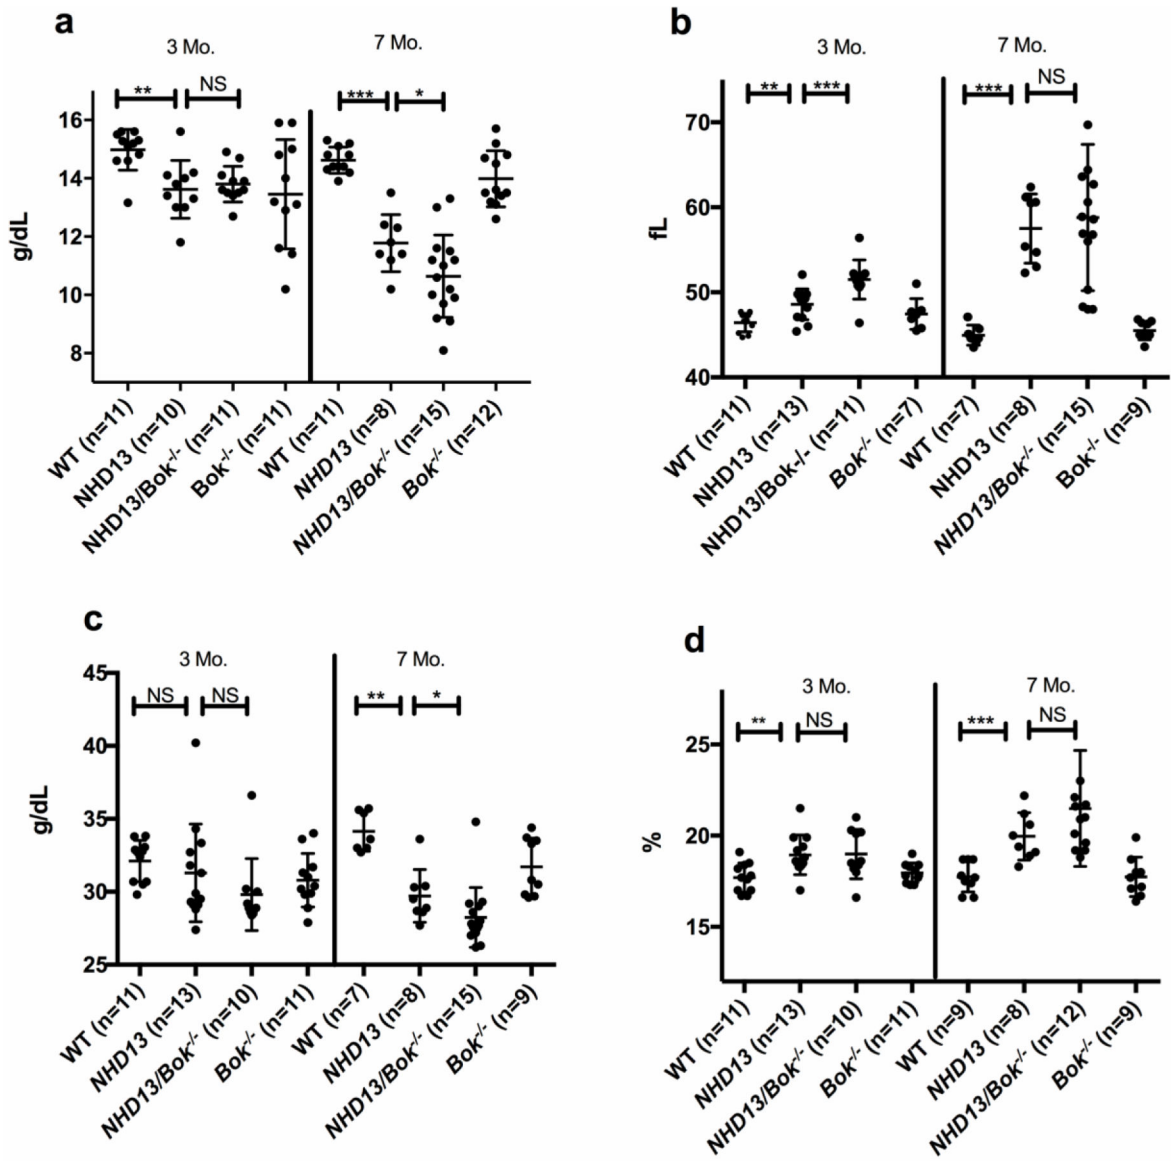 a
3 Mo.
7 Mo.
**
NS
***
*
g/dL
16
14
12
10
8
WT (n=11)
NHD13 (n=10)
NHD13/Bok-/- (n=11)
Bok-/- (n=11)
WT (n=11)
NHD13 (n=8)
NHD13/Bok-/- (n=15)
Bok-/- (n=12)
b
3 Mo.
7 Mo.
**
***
***
NS
fL
70
60
50
40
WT (n=11)
NHD13 (n=13)
NHD13/Bok-/- (n=11)
Bok-/- (n=7)
WT (n=7)
NHD13 (n=8)
NHD13/Bok-/- (n=15)
Bok-/- (n=9)
c
3 Mo.
7 Mo.
NS
NS
**
*
g/dL
45
40
35
30
25
WT (n=11)
NHD13 (n=13)
NHD13/Bok-/- (n=10)
Bok-/- (n=11)
WT (n=7)
NHD13 (n=8)
NHD13/Bok-/- (n=15)
Bok-/- (n=9)
d
3 Mo.
7 Mo.
**
NS
***
NS
%
25
20
15
WT (n=11)
NHD13 (n=13)
NHD13/Bok-/- (n=10)
Bok-/- (n=11)
WT (n=9)
NHD13 (n=8)
NHD13/Bok-/- (n=12)
Bok-/- (n=9)